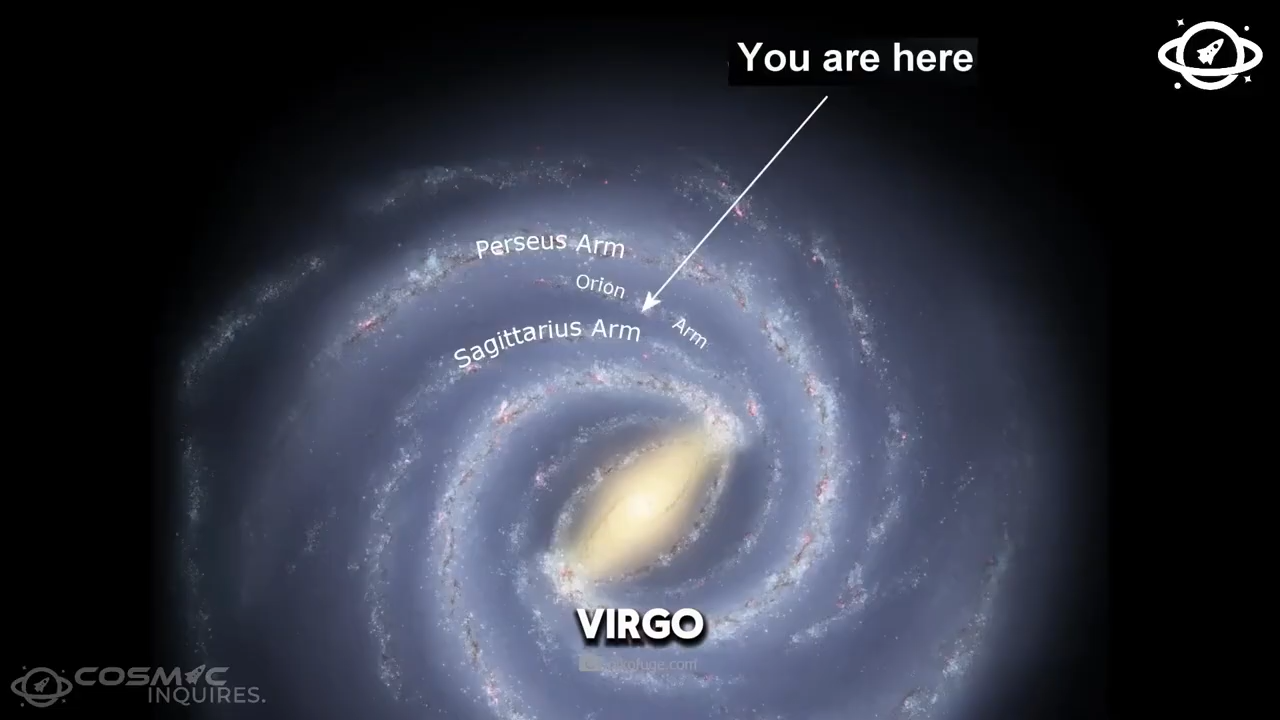 You are here
Perseus Arm
Orion Arm
Sagittarius Arm
VIRGO
COSMIC
INQUIRES.